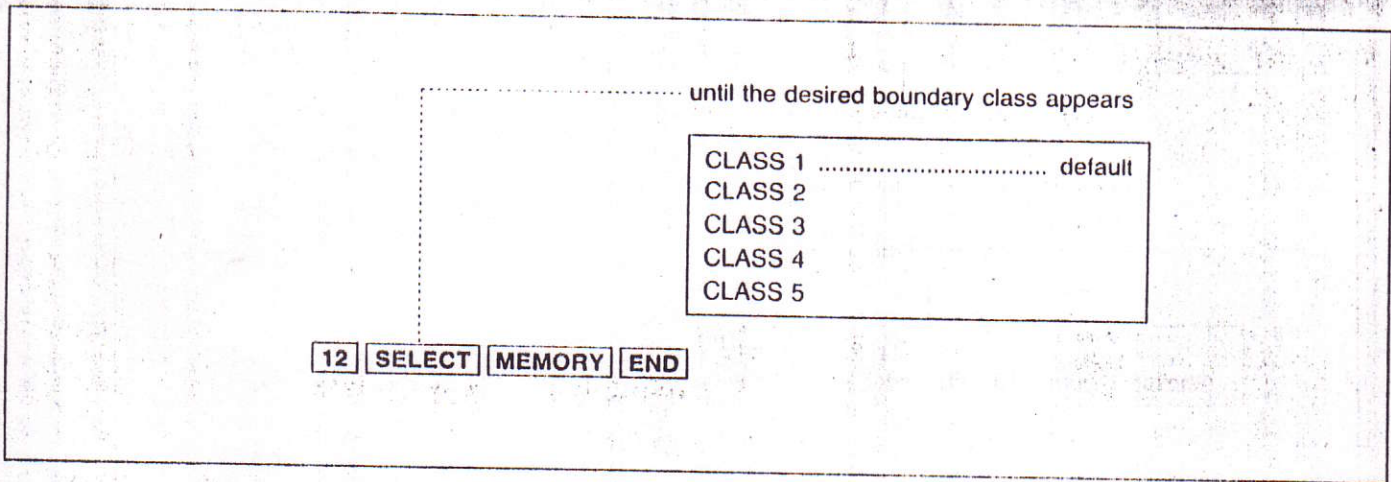 until the desired boundary class appears
CLASS 1 ................................. default
CLASS 2
CLASS 3
CLASS 4
CLASS 5
12 SELECT MEMORY END